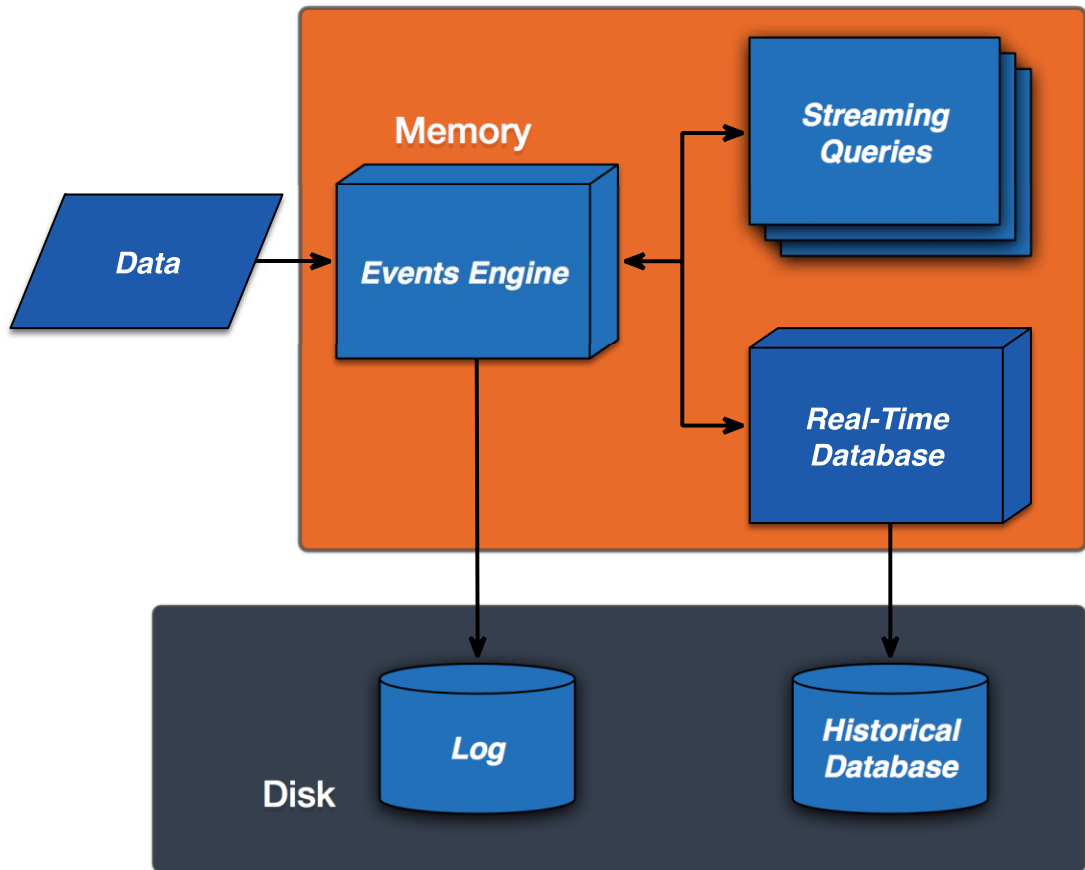 Memory
Streaming
Queries
Data
Events Engine
Real-Time
Database
Log
Historical
Database
Disk